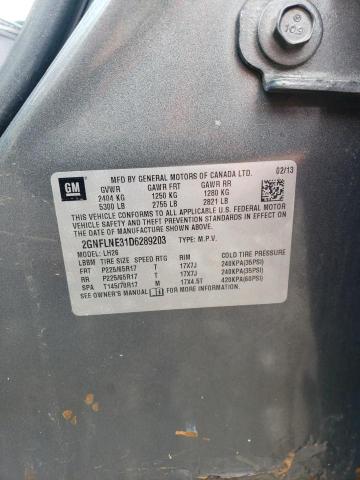 109
GM
MFD BY GENERAL MOTORS OF CANADA LTD.
02/13
GVWR GAWR FRT GAWR RR
2404 KG 1250 KG 1280 KG
5300 LB 2755 LB 2821 LB
THIS VEHICLE CONFORMS TO ALL APPLICABLE U.S. FEDERAL MOTOR
VEHICLE SAFETY STANDARDS IN EFFECT ON THE DATE OF
MANUFACTURE SHOWN ABOVE.
2GNFLNE31D6289203 TYPE: M.P.V.
MODEL: LH26
LBBM TIRE SIZE SPEED RTG RIM COLD TIRE PRESSURE
FRT P225/65R17 T 17X7J 240KPA(35PSI)
RR P225/65R17 T 17X7J 240KPA(35PSI)
SPA T145/70R17 M 17X4.5T 420KPA(60PSI)
SEE OWNER'S MANUAL FOR MORE INFORMATION.